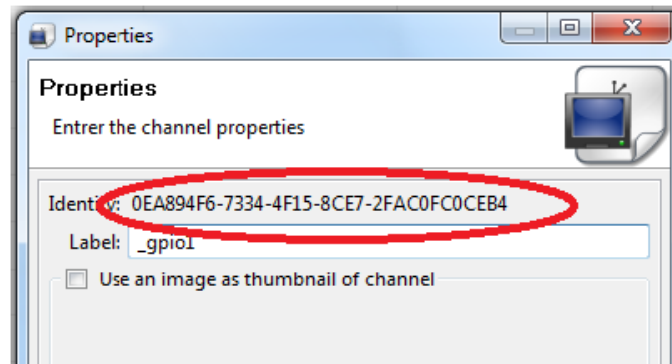 Properties
Properties
Entrer the channel properties
Identity: 0EA894F6-7334-4F15-8CE7-2FAC0FC0CEB4
Label: _gpio1
Use an image as thumbnail of channel